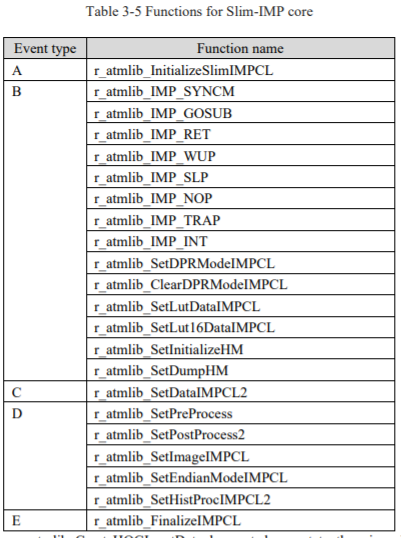 Table 3-5 Functions for Slim-IMP core
Event type Function name
A r_atmlib_InitializeSlimIMPCL
B r_atmlib_IMP_SYNCM
r_atmlib_IMP_GOSUB
r_atmlib_IMP_RET
r_atmlib_IMP_WUP
r_atmlib_IMP_SLP
r_atmlib_IMP_NOP
r_atmlib_IMP_TRAP
r_atmlib_IMP_INT
r_atmlib_SetDPRModeIMPCL
r_atmlib_ClearDPRModeIMPCL
r_atmlib_SetLutDataIMPCL
r_atmlib_SetLut16DataIMPCL
r_atmlib_SetInitializeHM
r_atmlib_SetDumpHM
C r_atmlib_SetDataIMPCL2
D r_atmlib_SetPreProcess
r_atmlib_SetPostProcess2
r_atmlib_SetImageIMPCL
r_atmlib_SetEndianModeIMPCL
r_atmlib_SetHistProcIMPCL2
E r_atmlib_FinalizeIMPCL